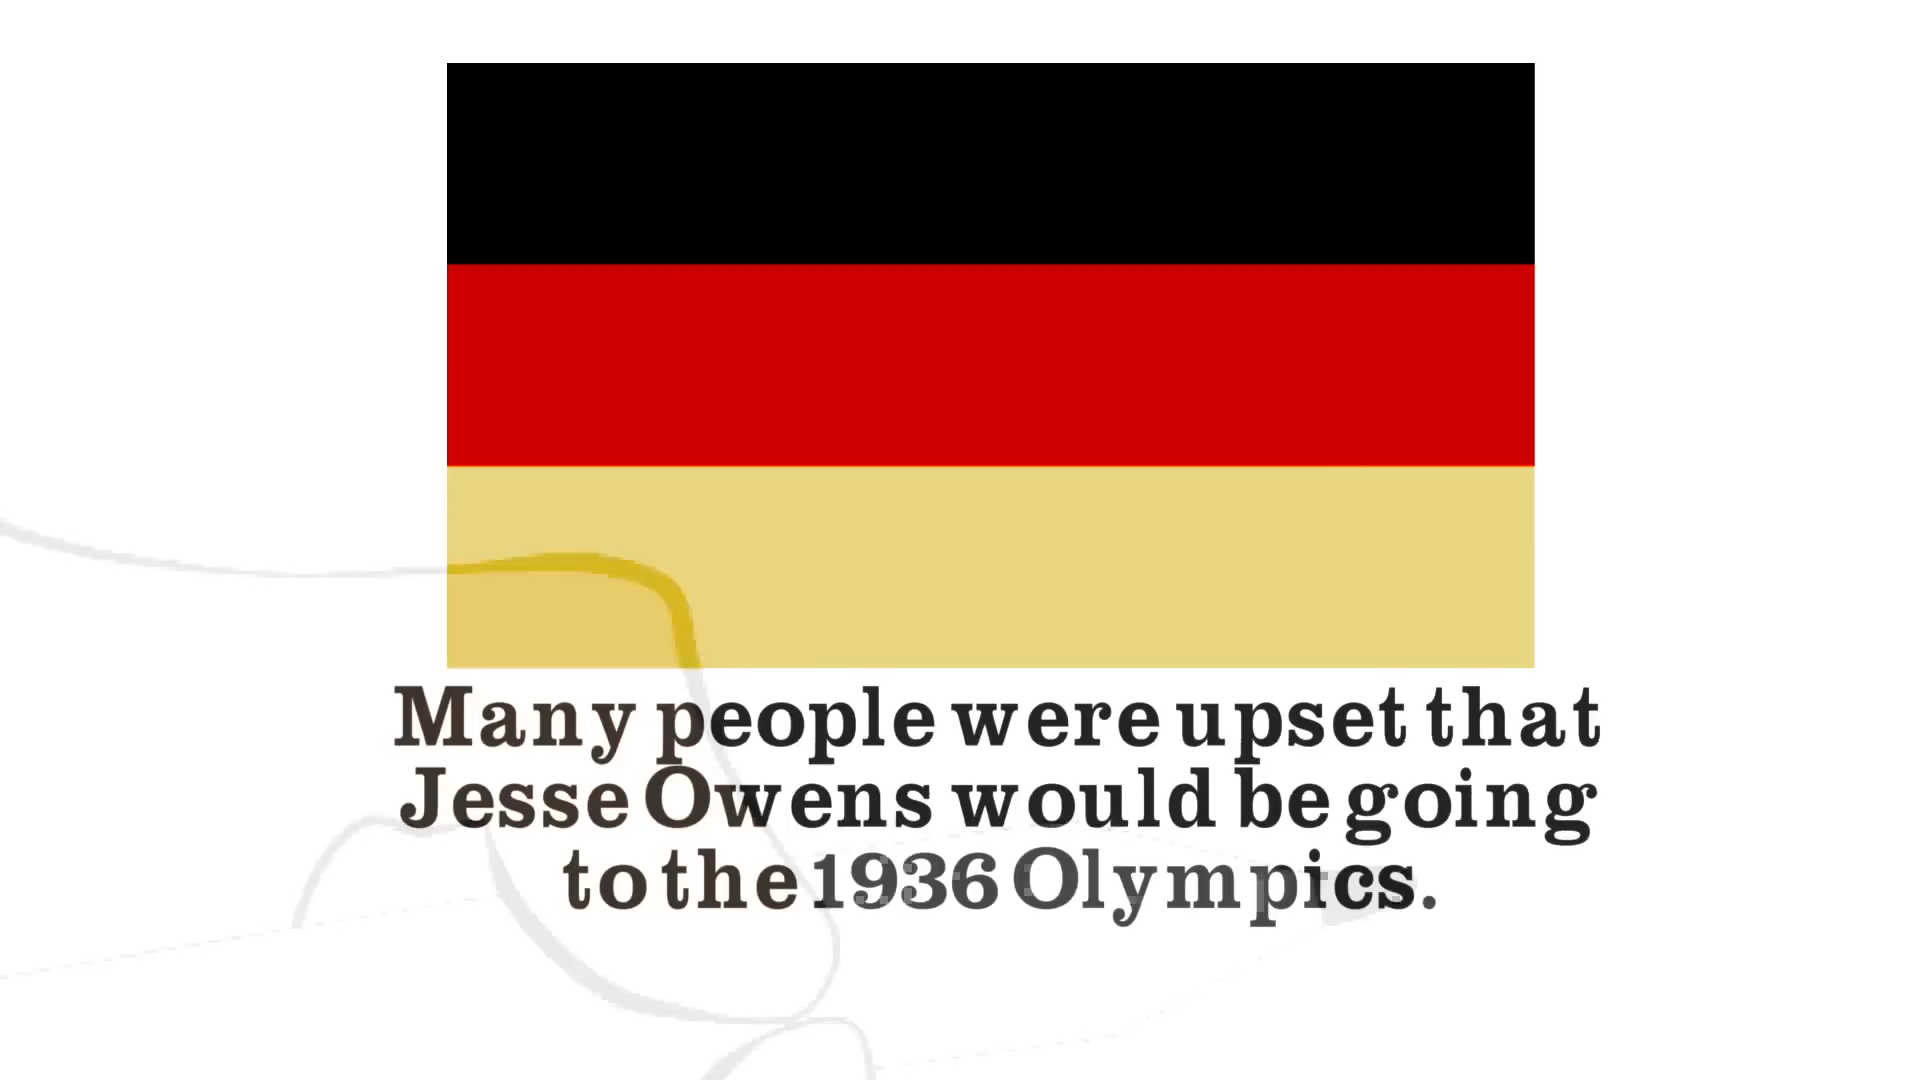 Many people were upset that
Jesse Owens would be going
to the 1936 Olympics.